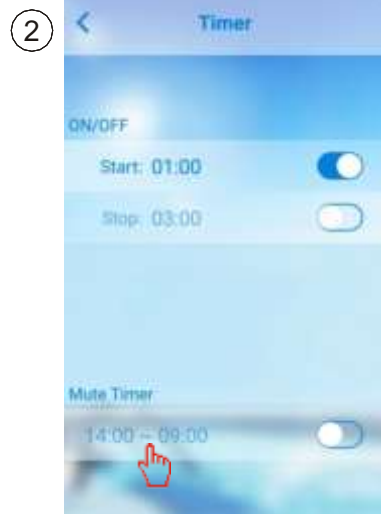 ②
Timer
ON/OFF
Start: 01:00
Stop: 03:00
Mute Timer
14:00 ~ 09:00